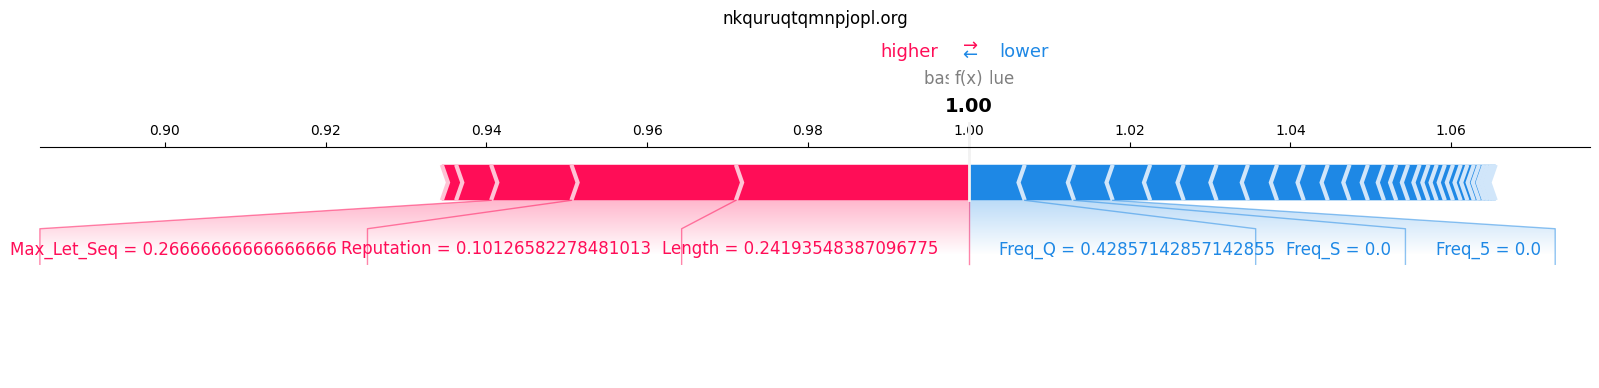 nkquruqtqmnpjopl.org
higher ⇄ lower
f(x)
1.00
0.90 0.92 0.94 0.96 0.98 1.00 1.02 1.04 1.06
Max_Let_Seq = 0.26666666666666666 Reputation = 0.10126582278481013 Length = 0.24193548387096775 Freq_Q = 0.42857142857142855 Freq_S = 0.0 Freq_5 = 0.0